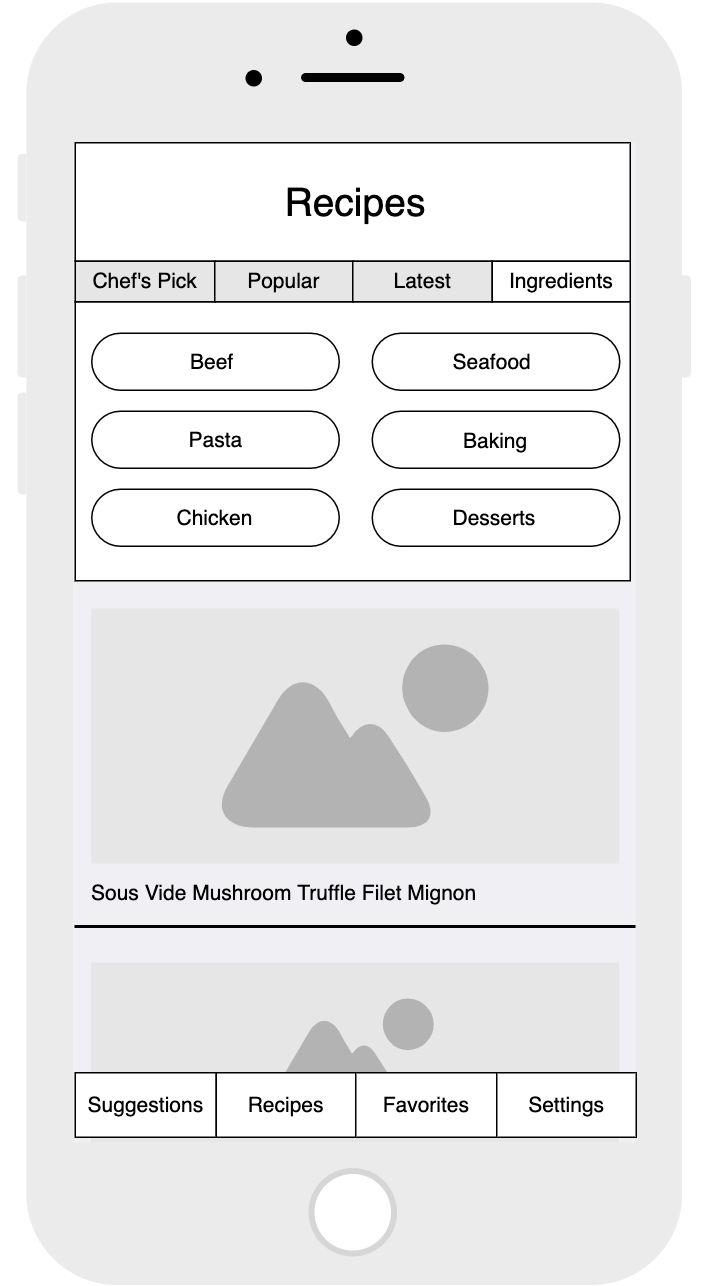 Recipes
Chef's Pick Popular Latest Ingredients
Beef Seafood
Pasta Baking
Chicken Desserts
Sous Vide Mushroom Truffle Filet Mignon
Suggestions Recipes Favorites Settings